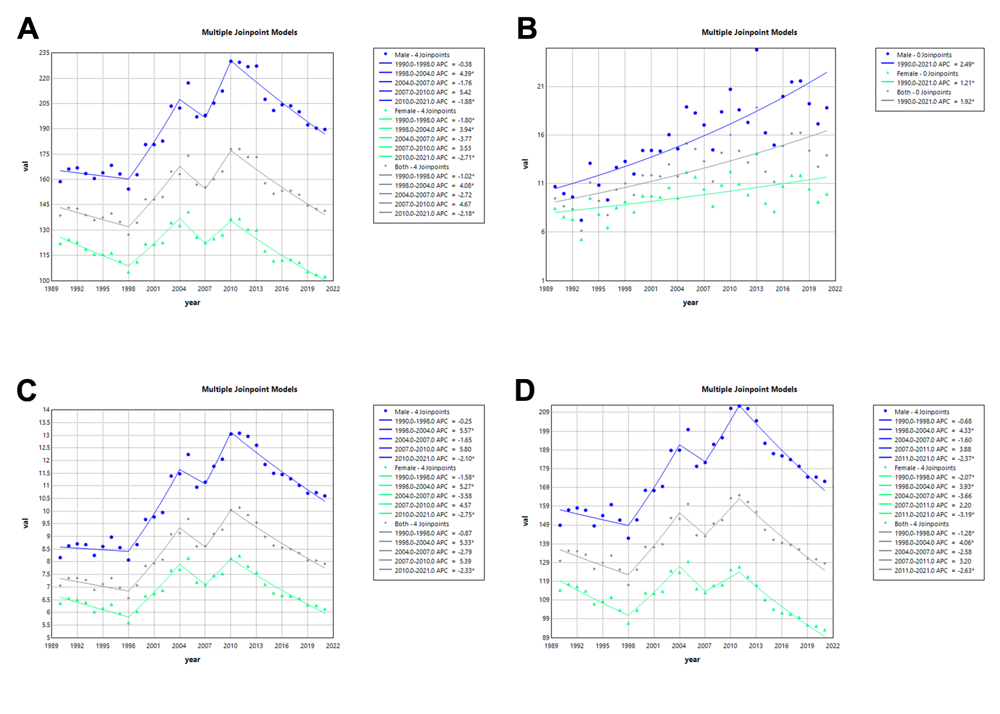 A
Multiple Joinpoint Models
235
220
205
190
175
160
145
130
115
100
val
1989 1992 1995 1998 2001 2004 2007 2010 2013 2016 2019 2022
year
Male - 4 Joinpoints
1990.0-1998.0 APC = -0.38
1998.0-2004.0 APC = 4.39*
2004.0-2007.0 APC = -1.76
2007.0-2010.0 APC = 5.42
2010.0-2021.0 APC = -1.88*
Female - 4 Joinpoints
1990.0-1998.0 APC = -1.80*
1998.0-2004.0 APC = 3.94*
2004.0-2007.0 APC = -3.77
2007.0-2010.0 APC = 3.53
2010.0-2021.0 APC = -2.71*
Both - 4 Joinpoints
1990.0-1998.0 APC = -1.02*
1998.0-2004.0 APC = 4.08*
2004.0-2007.0 APC = -2.72
2007.0-2010.0 APC = 4.67
2010.0-2021.0 APC = -2.18*
B
Multiple Joinpoint Models
21
16
11
6
1
val
1989 1992 1995 1998 2001 2004 2007 2010 2013 2016 2019 2022
year
Male - 0 Joinpoints
1990.0-2021.0 APC = 2.49*
Female - 0 Joinpoints
1990.0-2021.0 APC = 1.21*
Both - 0 Joinpoints
1990.0-2021.0 APC = 1.92*
C
Multiple Joinpoint Models
14
13.5
13
12.5
12
11.5
11
10.5
10
9.5
9
8.5
8
7.5
7
6.5
6
5.5
5
val
1989 1992 1995 1998 2001 2004 2007 2010 2013 2016 2019 2022
year
Male - 4 Joinpoints
1990.0-1998.0 APC = -0.25
1998.0-2004.0 APC = 5.57*
2004.0-2007.0 APC = -1.65
2007.0-2010.0 APC = 5.80
2010.0-2021.0 APC = -2.10*
Female - 4 Joinpoints
1990.0-1998.0 APC = -1.58*
1998.0-2004.0 APC = 5.27*
2004.0-2007.0 APC = -3.58
2007.0-2010.0 APC = 4.57
2010.0-2021.0 APC = -2.75*
Both - 4 Joinpoints
1990.0-1998.0 APC = -0.87
1998.0-2004.0 APC = 5.33*
2004.0-2007.0 APC = -2.79
2007.0-2010.0 APC = 5.39
2010.0-2021.0 APC = -2.33*
D
Multiple Joinpoint Models
209
199
189
179
169
159
149
139
129
119
109
99
89
val
1989 1992 1995 1998 2001 2004 2007 2010 2013 2016 2019 2022
year
Male - 4 Joinpoints
1990.0-1998.0 APC = -0.68
1998.0-2004.0 APC = 4.33*
2004.0-2007.0 APC = -1.60
2007.0-2011.0 APC = 3.88
2011.0-2021.0 APC = -2.37*
Female - 4 Joinpoints
1990.0-1998.0 APC = -2.07*
1998.0-2004.0 APC = 3.93*
2004.0-2007.0 APC = -3.66
2007.0-2011.0 APC = 2.20
2011.0-2021.0 APC = -3.19*
Both - 4 Joinpoints
1990.0-1998.0 APC = -1.28*
1998.0-2004.0 APC = 4.06*
2004.0-2007.0 APC = -2.58
2007.0-2011.0 APC = 3.20
2011.0-2021.0 APC = -2.63*